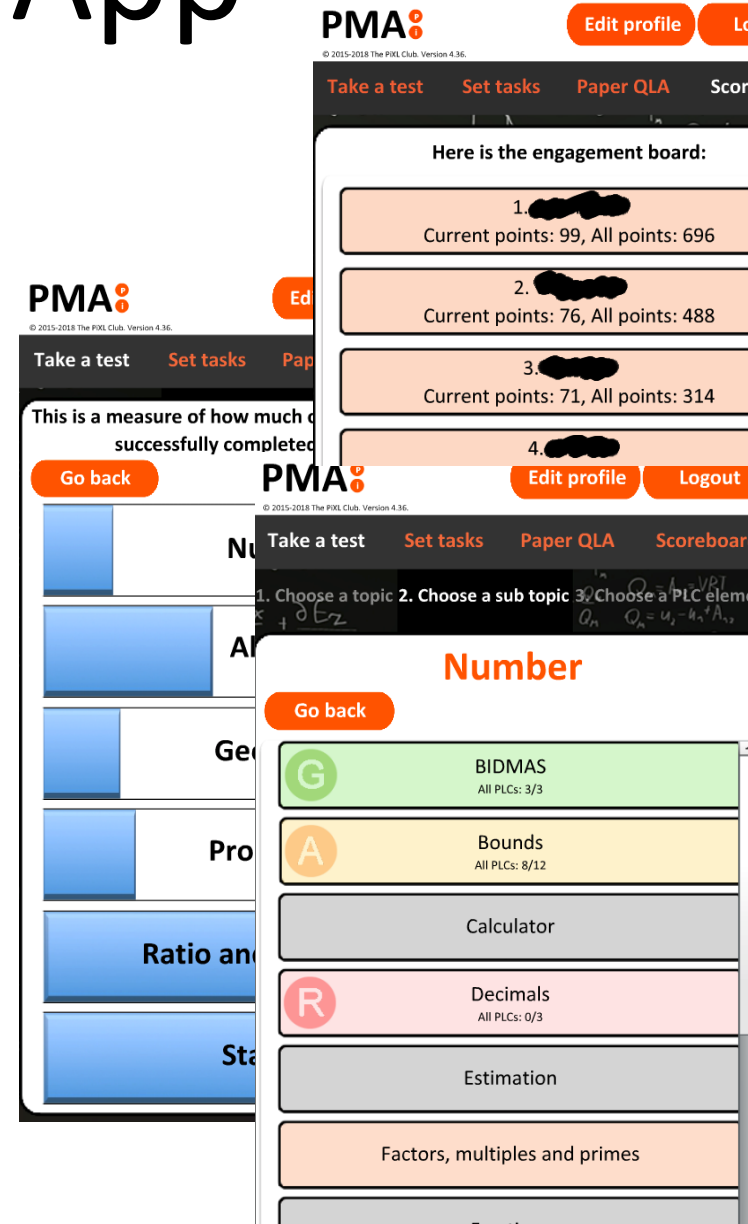 App
PMA
Edit profile
© 2015-2018 The PiXL Club. Version 4.36.
Take a test Set tasks Paper QLA
Here is the engagement board:
1.
Current points: 99, All points: 696
2.
Current points: 76, All points: 488
3.
Current points: 71, All points: 314
4.
PMA
© 2015-2018 The PiXL Club. Version 4.36.
Take a test Set tasks
This is a measure of how much
successfully completed
Go back
Ratio and
PMA
Edit profile Logout
© 2015-2018 The PiXL Club. Version 4.36.
Take a test Set tasks Paper QLA Scoreboar
1. Choose a topic 2. Choose a sub topic 3. Choose a PLC eleme
Number
Go back
G
BIDMAS
All PLCs: 3/3
A
Bounds
All PLCs: 8/12
Calculator
R
Decimals
All PLCs: 0/3
Estimation
Factors, multiples and primes